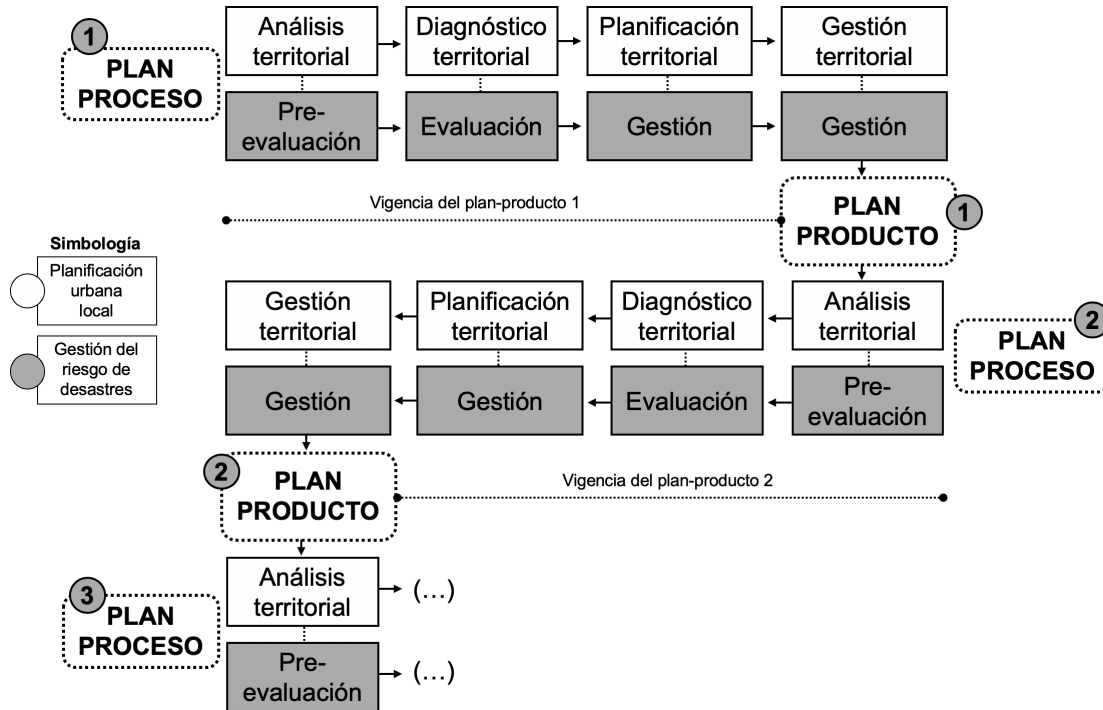 1
PLAN
PROCESO
Análisis
territorial
Diagnóstico
territorial
Planificación
territorial
Gestión
territorial
Pre-
evaluación
Evaluación
Gestión
Gestión
Vigencia del plan-producto 1
PLAN
PRODUCTO
1
Simbología
Planificación
urbana
local
Gestión del
riesgo de
desastres
Gestión
territorial
Planificación
territorial
Diagnóstico
territorial
Análisis
territorial
2
PLAN
PROCESO
Gestión
Gestión
Evaluación
Pre-
evaluación
2
PLAN
PRODUCTO
Vigencia del plan-producto 2
3
PLAN
PROCESO
Análisis
territorial
(...)
Pre-
evaluación
(...)